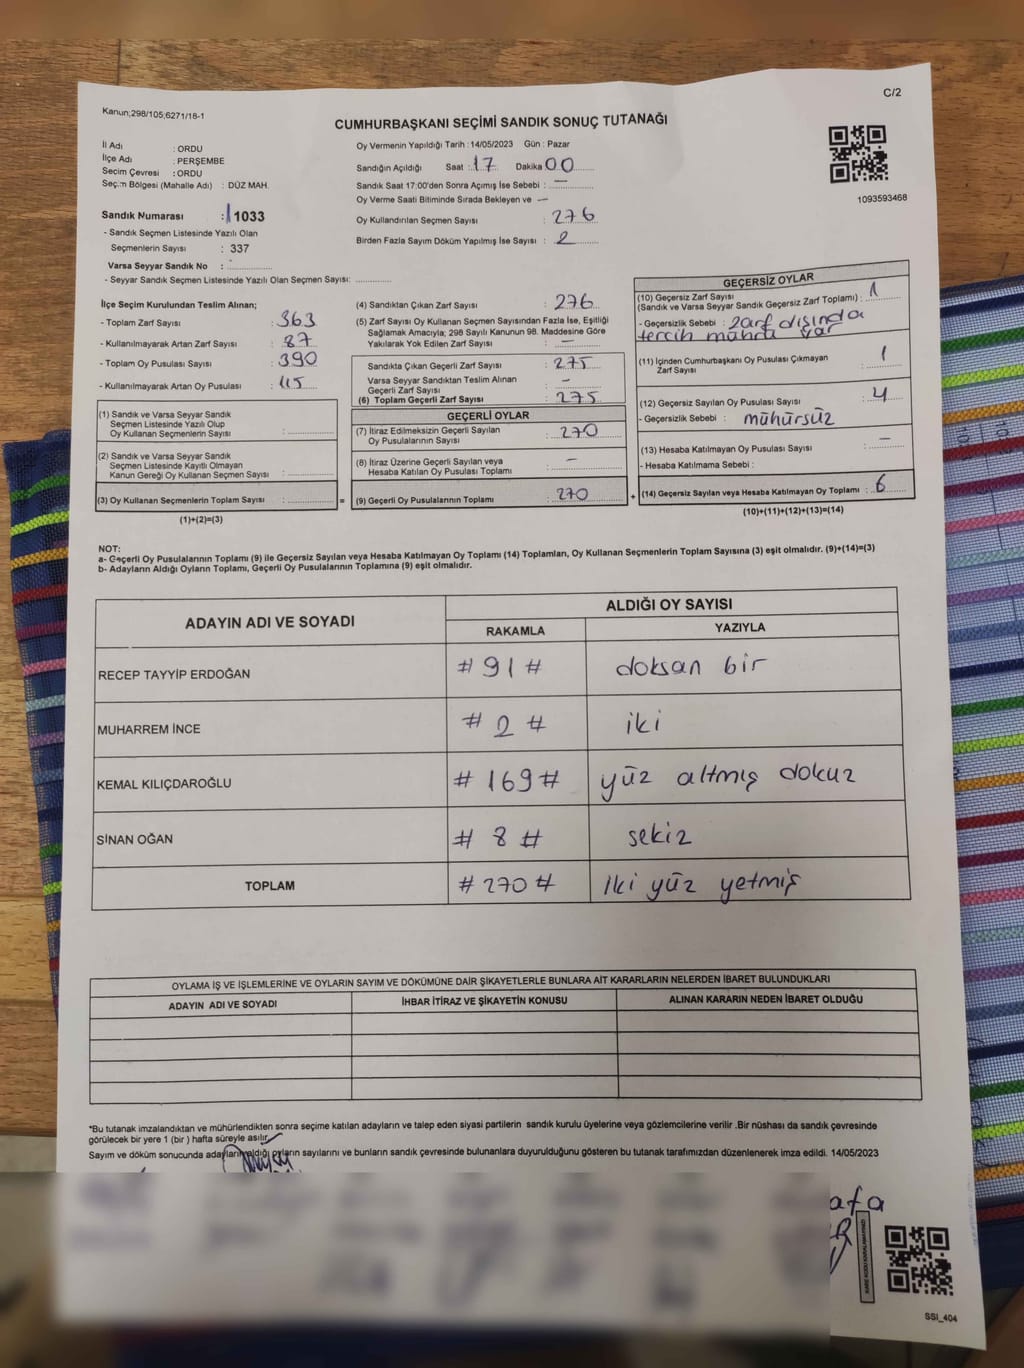 Kanun;298/105;6271/18-1
C/2
CUMHURBAŞKANI SEÇİMİ SANDIK SONUÇ TUTANAĞI
İl Adı : ORDU
İlçe Adı : PERŞEMBE
Secim Çevresi : ORDU
Seçim Bölgesi (Mahalle Adı) : DÜZ MAH.
Sandık Numarası : 1033
- Sandık Seçmen Listesinde Yazılı Olan
Seçmenlerin Sayısı : 337
Varsa Seyyar Sandık No :
- Seyyar Sandık Seçmen Listesinde Yazılı Olan Seçmen Sayısı:
Oy Vermenin Yapıldığı Tarih :14/05/2023 Gün : Pazar
Sandığın Açıldığı Saat : 17 Dakika 00
Sandık Saat 17:00'den Sonra Açımış İse Sebebi : —
Oy Verme Saati Bitiminde Sırada Bekleyen ve —
Oy Kullandırılan Seçmen Sayısı : 276
Birden Fazla Sayım Döküm Yapılmış İse Sayısı : 2
1093593468
İlçe Seçim Kurulundan Teslim Alınan;
- Toplam Zarf Sayısı : 363
- Kullanılmayarak Artan Zarf Sayısı : 87
- Toplam Oy Pusulası Sayısı : 390
- Kullanılmayarak Artan Oy Pusulası : 115
(1) Sandık ve Varsa Seyyar Sandık
Seçmen Listesinde Yazılı Olup
Oy Kullanan Seçmenlerin Sayısı :
(2) Sandık ve Varsa Seyyar Sandık
Seçmen Listesinde Kayıtlı Olmayan
Kanun Gereği Oy Kullanan Seçmen Sayısı :
(3) Oy Kullanan Seçmenlerin Toplam Sayısı : =
(1)+(2)=(3)
(4) Sandıktan Çıkan Zarf Sayısı : 276
(5) Zarf Sayısı Oy Kullanan Seçmen Sayısından Fazla İse, Eşitliği
Sağlamak Amacıyla; 298 Sayılı Kanunun 98. Maddesine Göre
Yakılarak Yok Edilen Zarf Sayısı : —
Sandıkta Çıkan Geçerli Zarf Sayısı : 275
Varsa Seyyar Sandıktan Teslim Alınan
Geçerli Zarf Sayısı : —
(6) Toplam Geçerli Zarf Sayısı : 275
GEÇERLİ OYLAR
(7) İtiraz Edilmeksizin Geçerli Sayılan
Oy Pusulalarının Sayısı : 270
(8) İtiraz Üzerine Geçerli Sayılan veya
Hesaba Katılan Oy Pusulası Toplamı : —
(9) Geçerli Oy Pusulalarının Toplamı : 270 +
GEÇERSİZ OYLAR
(10) Geçersiz Zarf Sayısı
(Sandık ve Varsa Seyyar Sandık Geçersiz Zarf Toplamı) : 1
- Geçersizlik Sebebi : zarf dışında
tercih mührü var
(11) İçinden Cumhurbaşkanı Oy Pusulası Çıkmayan
Zarf Sayısı : 1
(12) Geçersiz Sayılan Oy Pusulası Sayısı : 4
- Geçersizlik Sebebi : mühürsüz
(13) Hesaba Katılmayan Oy Pusulası Sayısı : —
- Hesaba Katılmama Sebebi :
(14) Geçersiz Sayılan veya Hesaba Katılmayan Oy Toplamı : 6
(10)+(11)+(12)+(13)=(14)
NOT:
a- Geçerli Oy Pusulalarının Toplamı (9) ile Geçersiz Sayılan veya Hesaba Katılmayan Oy Toplamı (14) Toplamları, Oy Kullanan Seçmenlerin Toplam Sayısına (3) eşit olmalıdır. (9)+(14)=(3)
b- Adayların Aldığı Oyların Toplamı, Geçerli Oy Pusulalarının Toplamına (9) eşit olmalıdır.
ADAYIN ADI VE SOYADI
ALDIĞI OY SAYISI
RAKAMLA YAZIYLA
RECEP TAYYİP ERDOĞAN # 91 # doksan bir
MUHARREM İNCE # 2 # iki
KEMAL KILIÇDAROĞLU # 169 # yüz altmış dokuz
SİNAN OĞAN # 8 # sekiz
TOPLAM # 270 # İki yüz yetmiş
OYLAMA İŞ VE İŞLEMLERİNE VE OYLARIN SAYIM VE DÖKÜMÜNE DAİR ŞİKAYETLERLE BUNLARA AİT KARARLARIN NELERDEN İBARET BULUNDUKLARI
ADAYIN ADI VE SOYADI İHBAR İTİRAZ VE ŞİKAYETİN KONUSU ALINAN KARARIN NEDEN İBARET OLDUĞU
*Bu tutanak imzalandıktan ve mühürlendikten sonra seçime katılan adayların ve talep eden siyasi partilerin sandık kurulu üyelerine veya gözlemcilerine verilir .Bir nüshası da sandık çevresinde
görülecek bir yere 1 (bir ) hafta süreyle asılır.
Sayım ve döküm sonucunda adayların aldığı oyların sayılarını ve bunların sandık çevresinde bulunanlara duyurulduğunu gösteren bu tutanak tarafımızdan düzenlenerek imza edildi. 14/05/2023
afa
SSI_404